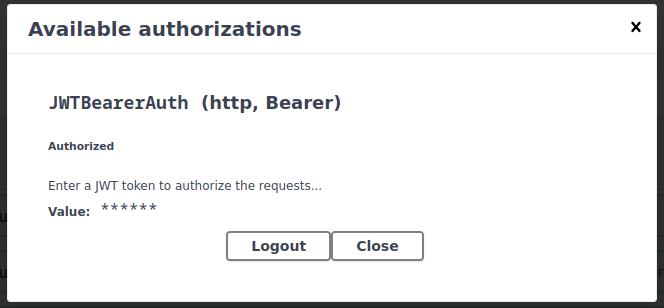 Available authorizations
JWTBearerAuth (http, Bearer)
Authorized
Enter a JWT token to authorize the requests...
Value: ******
Logout Close